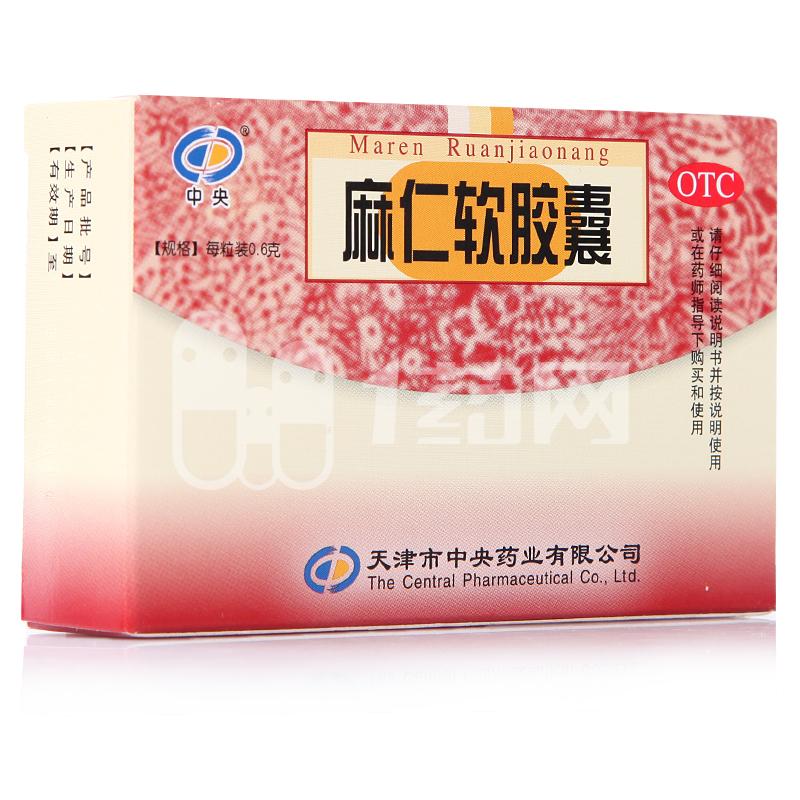 【产品批号】
【生产日期】
【有效期】至
®
中央
【规格】每粒装0.6克
Maren Ruanjiaonang
麻仁软胶囊
OTC
请仔细阅读说明书并按说明使用
或在药师指导下购买和使用
1药网
天津市中央药业有限公司
The Central Pharmaceutical Co., Ltd.